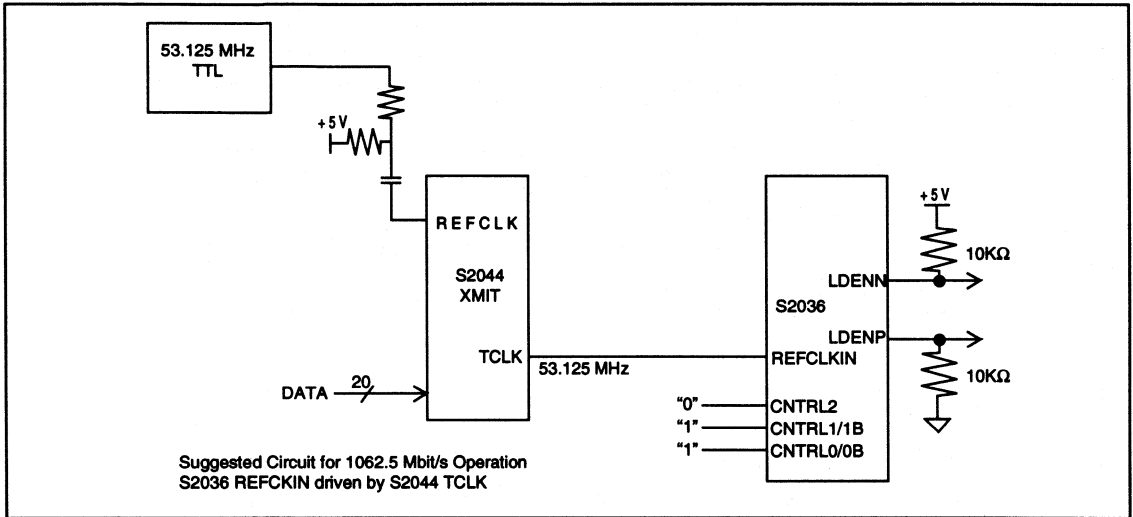 53.125 MHz
TTL
+5V
REFCLK
S2044
XMIT
TCLK
53.125 MHz
DATA
20
+5V
10KΩ
LDENN
S2036
LDENP
REFCLKIN
10KΩ
"0"
CNTRL2
"1"
CNTRL1/1B
"1"
CNTRL0/0B
Suggested Circuit for 1062.5 Mbit/s Operation
S2036 REFCKIN driven by S2044 TCLK